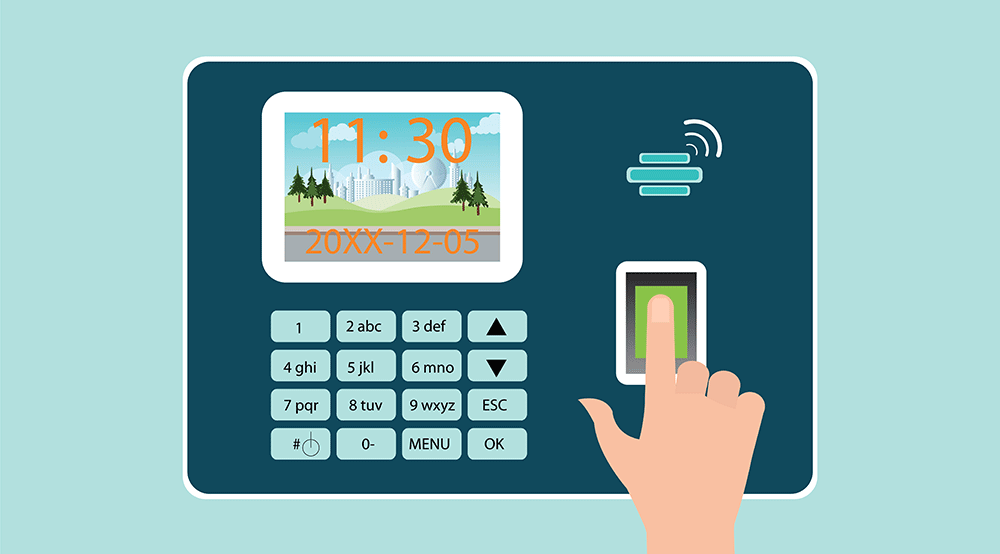 11: 30
20XX-12-05
1 2 abc 3 def ▲
4 ghi 5 jkl 6 mno ▼
7 pqr 8 tuv 9 wxyz ESC
# 0- MENU OK